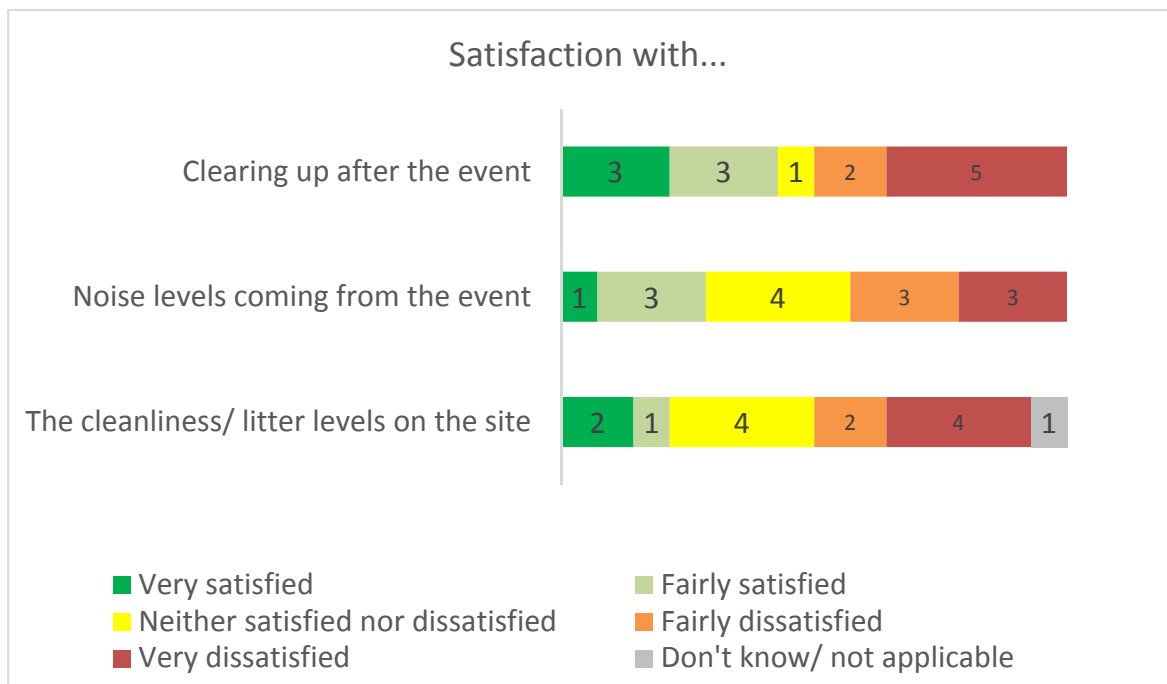 Satisfaction with...
Clearing up after the event
3 3 1 2 5
Noise levels coming from the event
1 3 4 3 3
The cleanliness/ litter levels on the site
2 1 4 2 4 1
Very satisfied
Fairly satisfied
Neither satisfied nor dissatisfied
Fairly dissatisfied
Very dissatisfied
Don't know/ not applicable